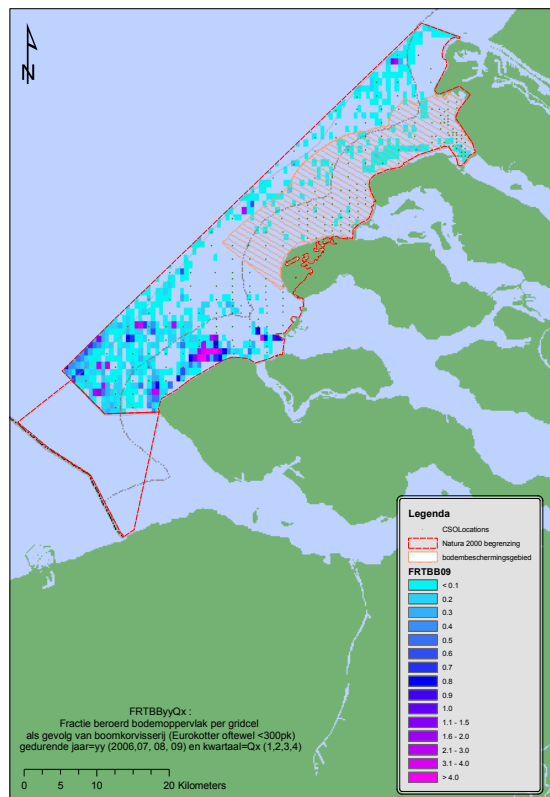 N
Legenda
CSOLocations
Natura 2000 begrenzing
bodembeschermingsgebied
FRTBB09
< 0.1
0.2
0.3
0.4
0.5
0.6
0.7
0.8
0.9
1.0
1.1 - 1.5
1.6 - 2.0
2.1 - 3.0
3.1 - 4.0
> 4.0
FRTBByyQx :
Fractie beroerd bodemoppervlak per gridcel
als gevolg van boomkorvisserij (Eurokotter oftewel <300pk)
gedurende jaar=yy (2006,07, 08, 09) en kwartaal=Qx (1,2,3,4)
0 5 10 20 Kilometers